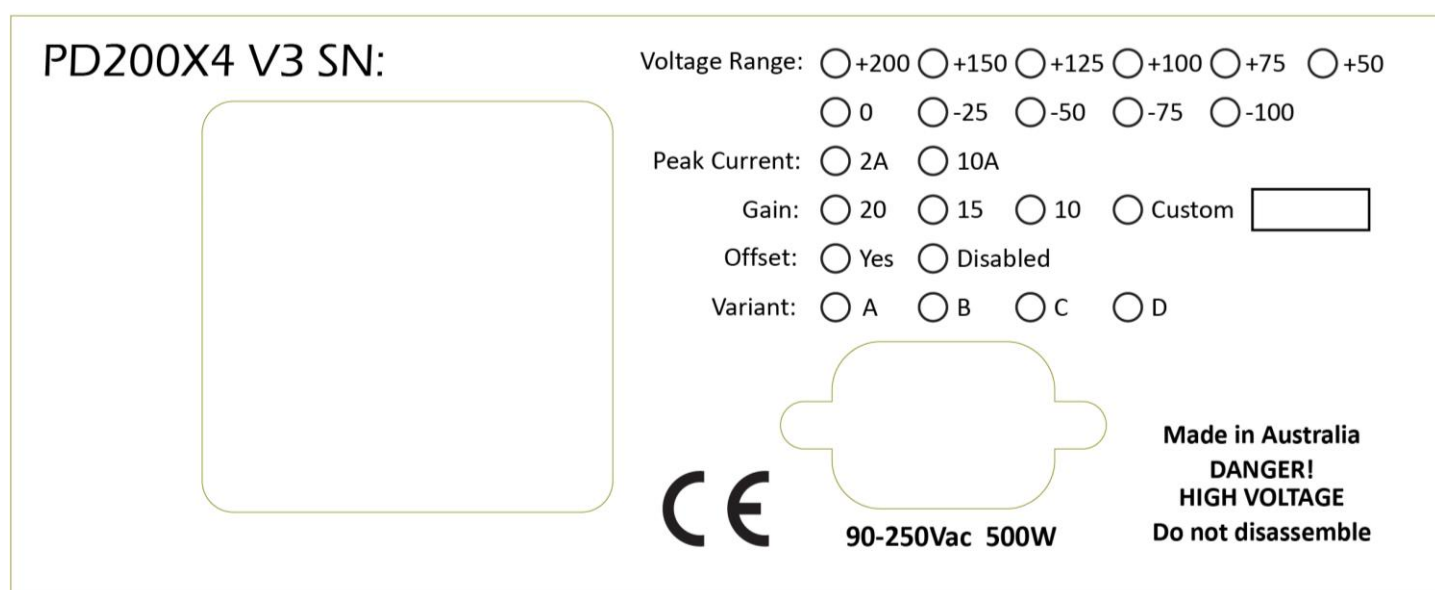 PD200X4 V3 SN:
Voltage Range: +200 +150 +125 +100 +75 +50
0 -25 -50 -75 -100
Peak Current: 2A 10A
Gain: 20 15 10 Custom
Offset: Yes Disabled
Variant: A B C D
CE
90-250Vac 500W
Made in Australia
DANGER!
HIGH VOLTAGE
Do not disassemble